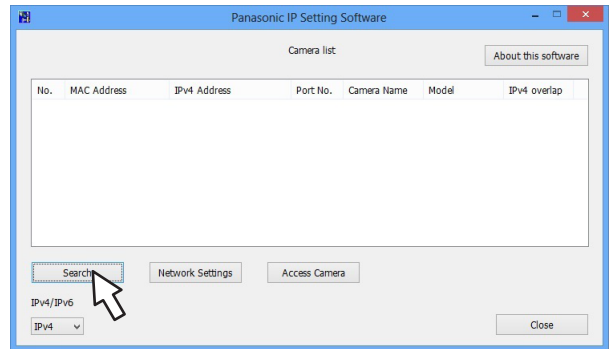 Panasonic IP Setting Software
Camera list
About this software
No. MAC Address IPv4 Address Port No. Camera Name Model IPv4 overlap
Search Network Settings Access Camera
IPv4/IPv6
IPv4 Close